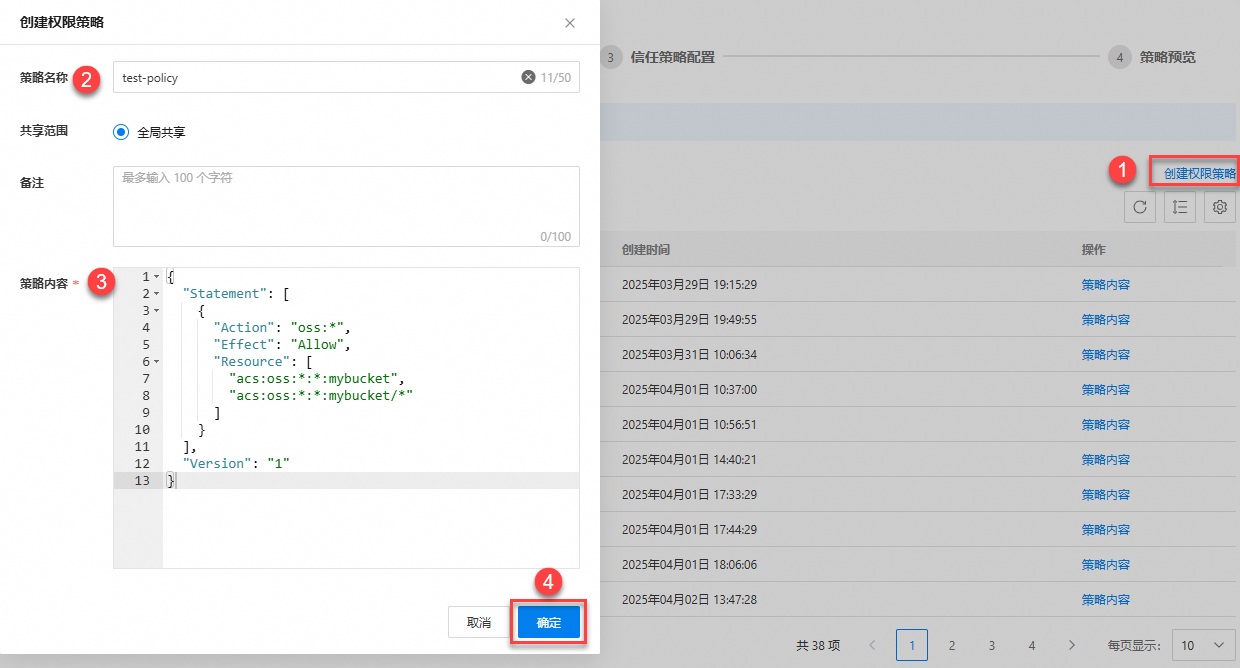 创建权限策略
策略名称 2 test-policy 11/50
共享范围 全局共享
备注 最多输入 100 个字符
0/100
策略内容 * 3
1 {
2 "Statement": [
3 {
4 "Action": "oss:*",
5 "Effect": "Allow",
6 "Resource": [
7 "acs:oss:*:*:mybucket",
8 "acs:oss:*:*:mybucket/*"
9 ]
10 }
11 ],
12 "Version": "1"
13 }
4
取消 确定
3 信任策略配置 4 策略预览
1 创建权限策略
创建时间 操作
2025年03月29日 19:15:29 策略内容
2025年03月29日 19:49:55 策略内容
2025年03月31日 10:06:34 策略内容
2025年04月01日 10:37:00 策略内容
2025年04月01日 10:56:51 策略内容
2025年04月01日 14:40:21 策略内容
2025年04月01日 17:33:29 策略内容
2025年04月01日 17:44:29 策略内容
2025年04月01日 18:06:06 策略内容
2025年04月02日 13:47:28 策略内容
共 38 项 1 2 3 4 每页显示: 10